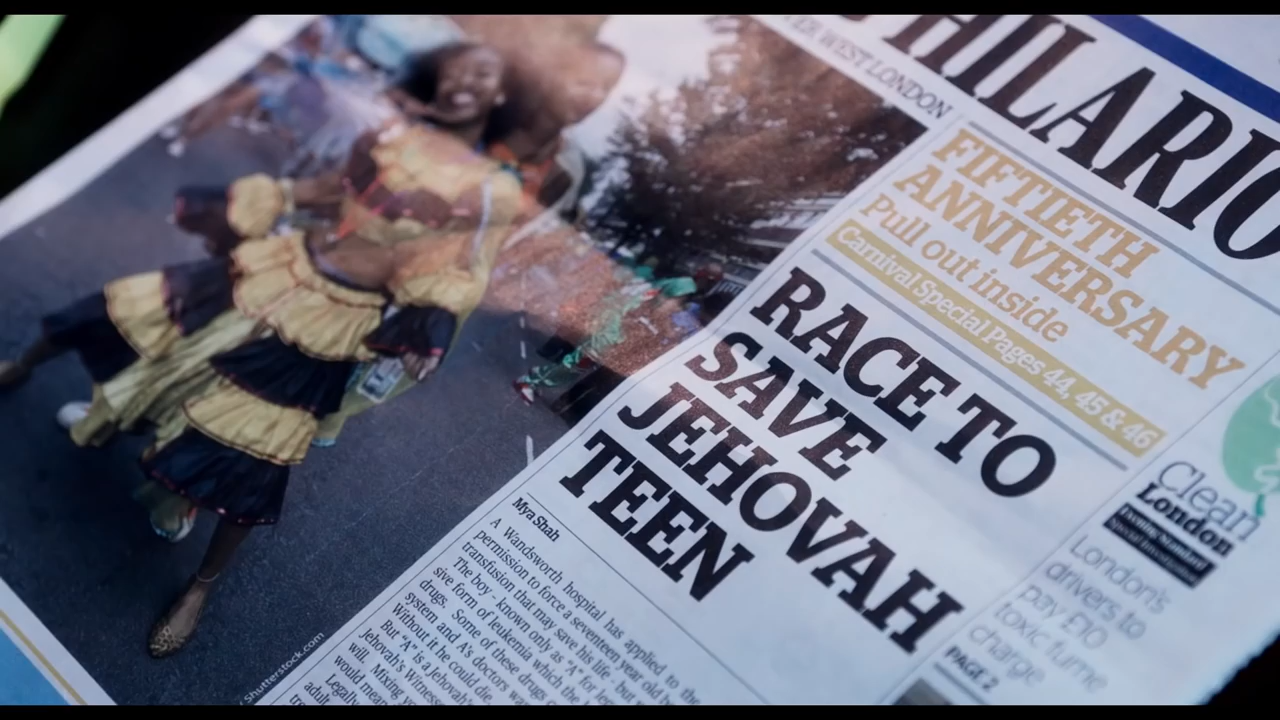 HILARIO
WEST LONDON
FIFTIETH
ANNIVERSARY
Pull out inside
Carnival Special Pages 44, 45 & 46
RACE TO
SAVE
JEHOVAH
TEEN
Mya Shah
A Wandsworth hospital has applied to the
permission to force a seventeen year old
transfusion that may save his life - but
The boy - known only as "A" for
sive form of leukemia which the
drugs. Some of these drugs
system and A's doctors
Without it he could die.
But "A" is a Jehovah's
Jehovah's Witness
will. Mixing
would mean
Legally
adult
Clean
London
Evening Standard
Special Investigation
London's
drivers to
pay £10
toxic fume
charge
PAGE 2
Shutterstock.com